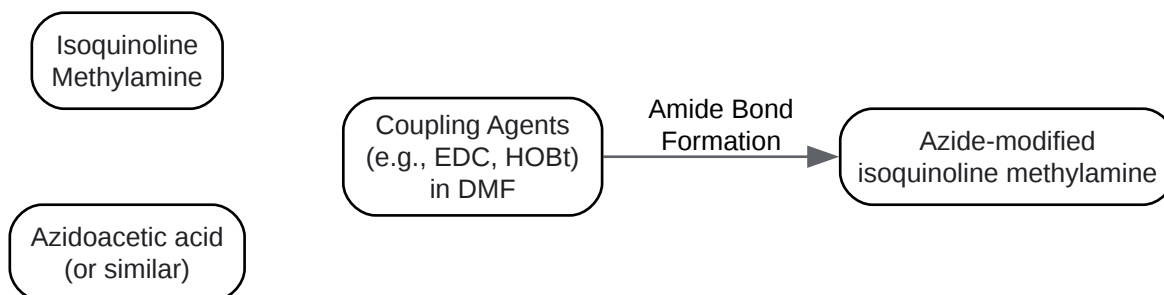 Isoquinoline
Methylamine
Coupling Agents
(e.g., EDC, HOBt)
in DMF
Amide Bond
Formation
Azide-modified
isoquinoline methylamine
Azidoacetic acid
(or similar)